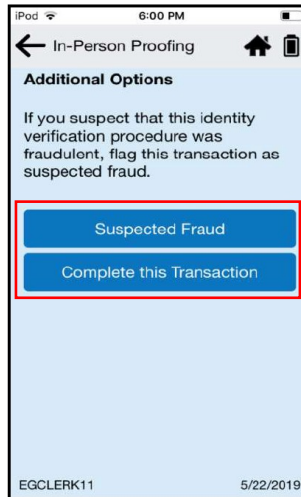 iPod 6:00 PM
In-Person Proofing
Additional Options
If you suspect that this identity
verification procedure was
fraudulent, flag this transaction as
suspected fraud.
Suspected Fraud
Complete this Transaction
EGCLERK11 5/22/2019